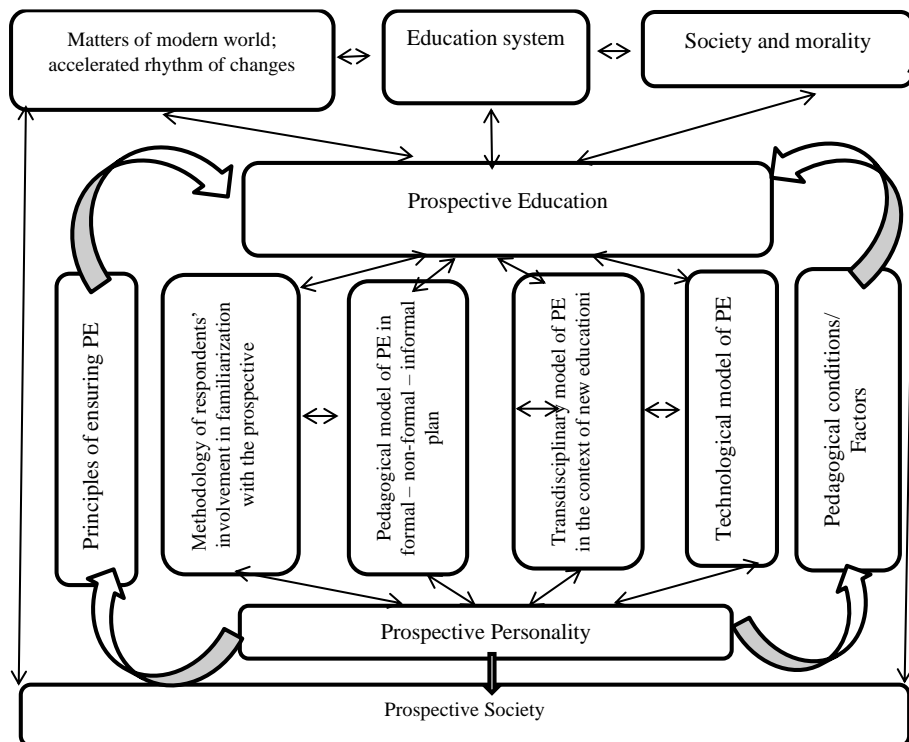 Matters of modern world;
accelerated rhythm of changes
Education system
Society and morality
Prospective Education
Principles of ensuring PE
Methodology of respondents'
involvement in familiarization
with the prospective
Pedagogical model of PE in
formal – non-formal – informal
plan
Transdisciplinary model of PE
in the context of new educationi
Technological model of PE
Pedagogical conditions/
Factors
Prospective Personality
Prospective Society